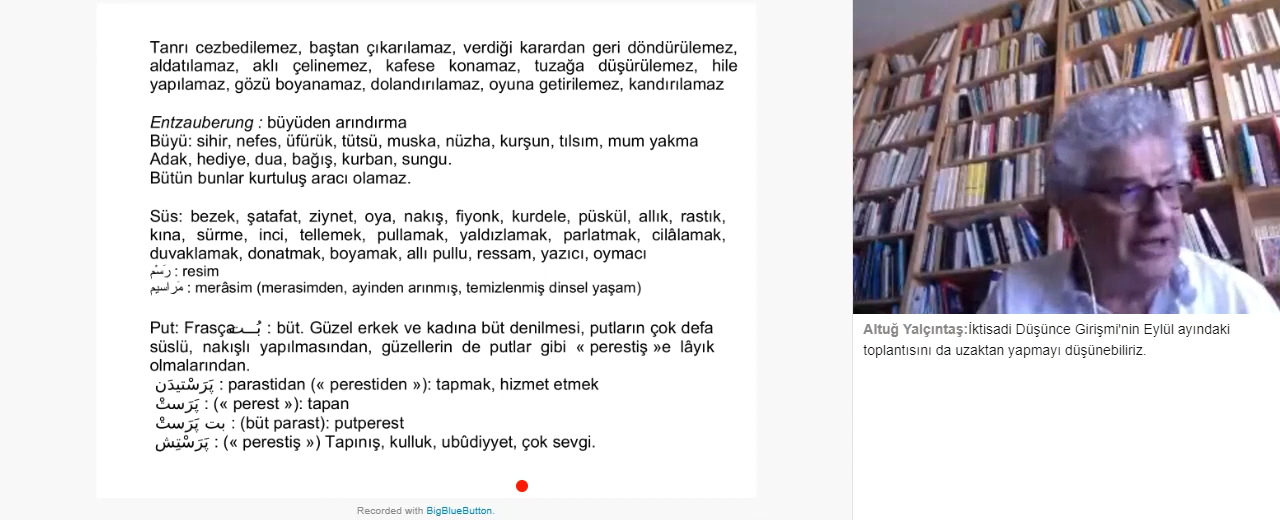 Tanrı cezbedilemez, baştan çıkarılamaz, verdiği karardan geri döndürülemez,
aldatılamaz, aklı çelinemez, kafese konamaz, tuzağa düşürülemez, hile
yapılamaz, gözü boyanamaz, dolandırılamaz, oyuna getirilemez, kandırılamaz
Entzauberung : büyüden arındırma
Büyü: sihir, nefes, üfürük, tütsü, muska, nüzha, kurşun, tılsım, mum yakma
Adak, hediye, dua, bağış, kurban, sungu.
Bütün bunlar kurtuluş aracı olamaz.
Süs: bezek, şatafat, ziynet, oya, nakış, fiyonk, kurdele, püskül, allık, rastık,
kına, sürme, inci, tellemek, pullamak, yaldızlamak, parlatmak, cilâlamak,
duvaklamak, donatmak, boyamak, allı pullu, ressam, yazıcı, oymacı
رَسْم : resim
مَرَاسِيم : merâsim (merasimden, ayinden arınmış, temizlenmiş dinsel yaşam)
Put: Frasça بُـــت : büt. Güzel erkek ve kadına büt denilmesi, putların çok defa
süslü, nakışlı yapılmasından, güzellerin de putlar gibi « perestiş »e lâyık
olmalarından.
پَرَسْتیدَن : parastidan (« perestiden »): tapmak, hizmet etmek
پَرَستْ : (« perest »): tapan
بت پَرَستْ : (büt parast): putperest
پَرَسْتِش : (« perestiş ») Tapınış, kulluk, ubûdiyyet, çok sevgi.
Recorded with BigBlueButton.
Altuğ Yalçıntaş:İktisadi Düşünce Girişmi'nin Eylül ayındaki
toplantısını da uzaktan yapmayı düşünebiliriz.